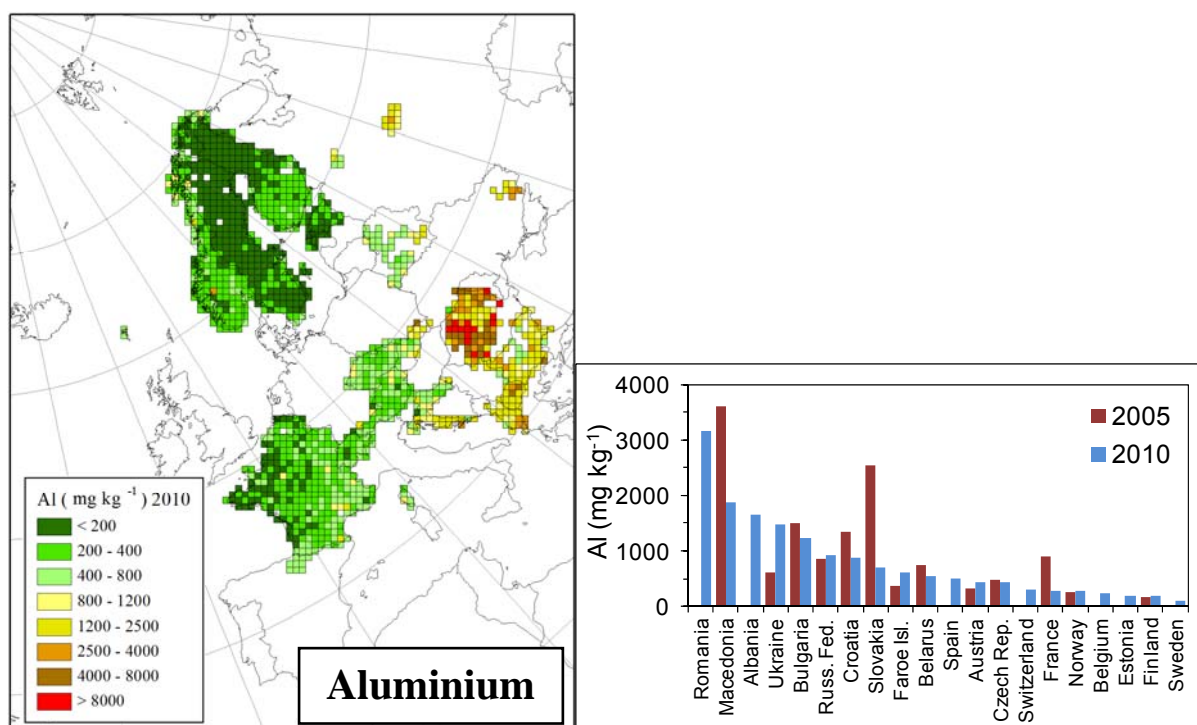 Al ( mg kg -1 ) 2010
< 200
200 - 400
400 - 800
800 - 1200
1200 - 2500
2500 - 4000
4000 - 8000
> 8000
Aluminium
Al (mg kg-1)
4000
3000
2000
1000
0
2005
2010
Romania
Macedonia
Albania
Ukraine
Bulgaria
Russ. Fed.
Croatia
Slovakia
Faroe Isl.
Belarus
Spain
Austria
Czech Rep.
Switzerland
France
Norway
Belgium
Estonia
Finland
Sweden